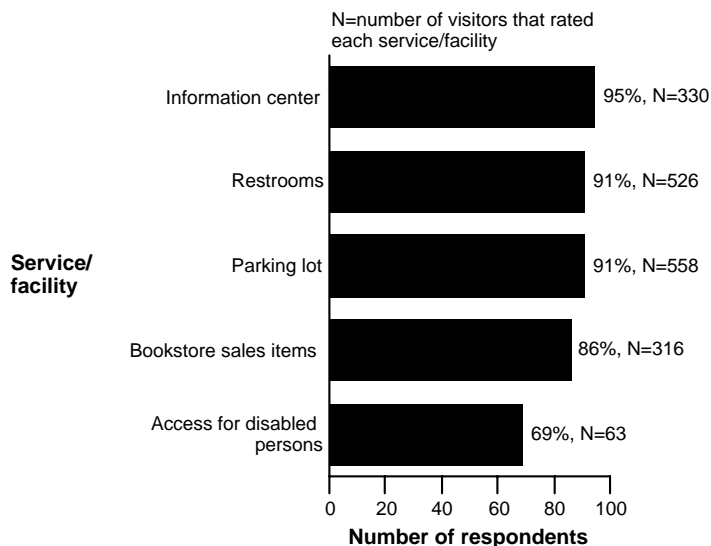 N=number of visitors that rated
each service/facility
Information center
95%, N=330
Restrooms
91%, N=526
Service/
facility
Parking lot
91%, N=558
Bookstore sales items
86%, N=316
Access for disabled
persons
69%, N=63
0 20 40 60 80 100
Number of respondents